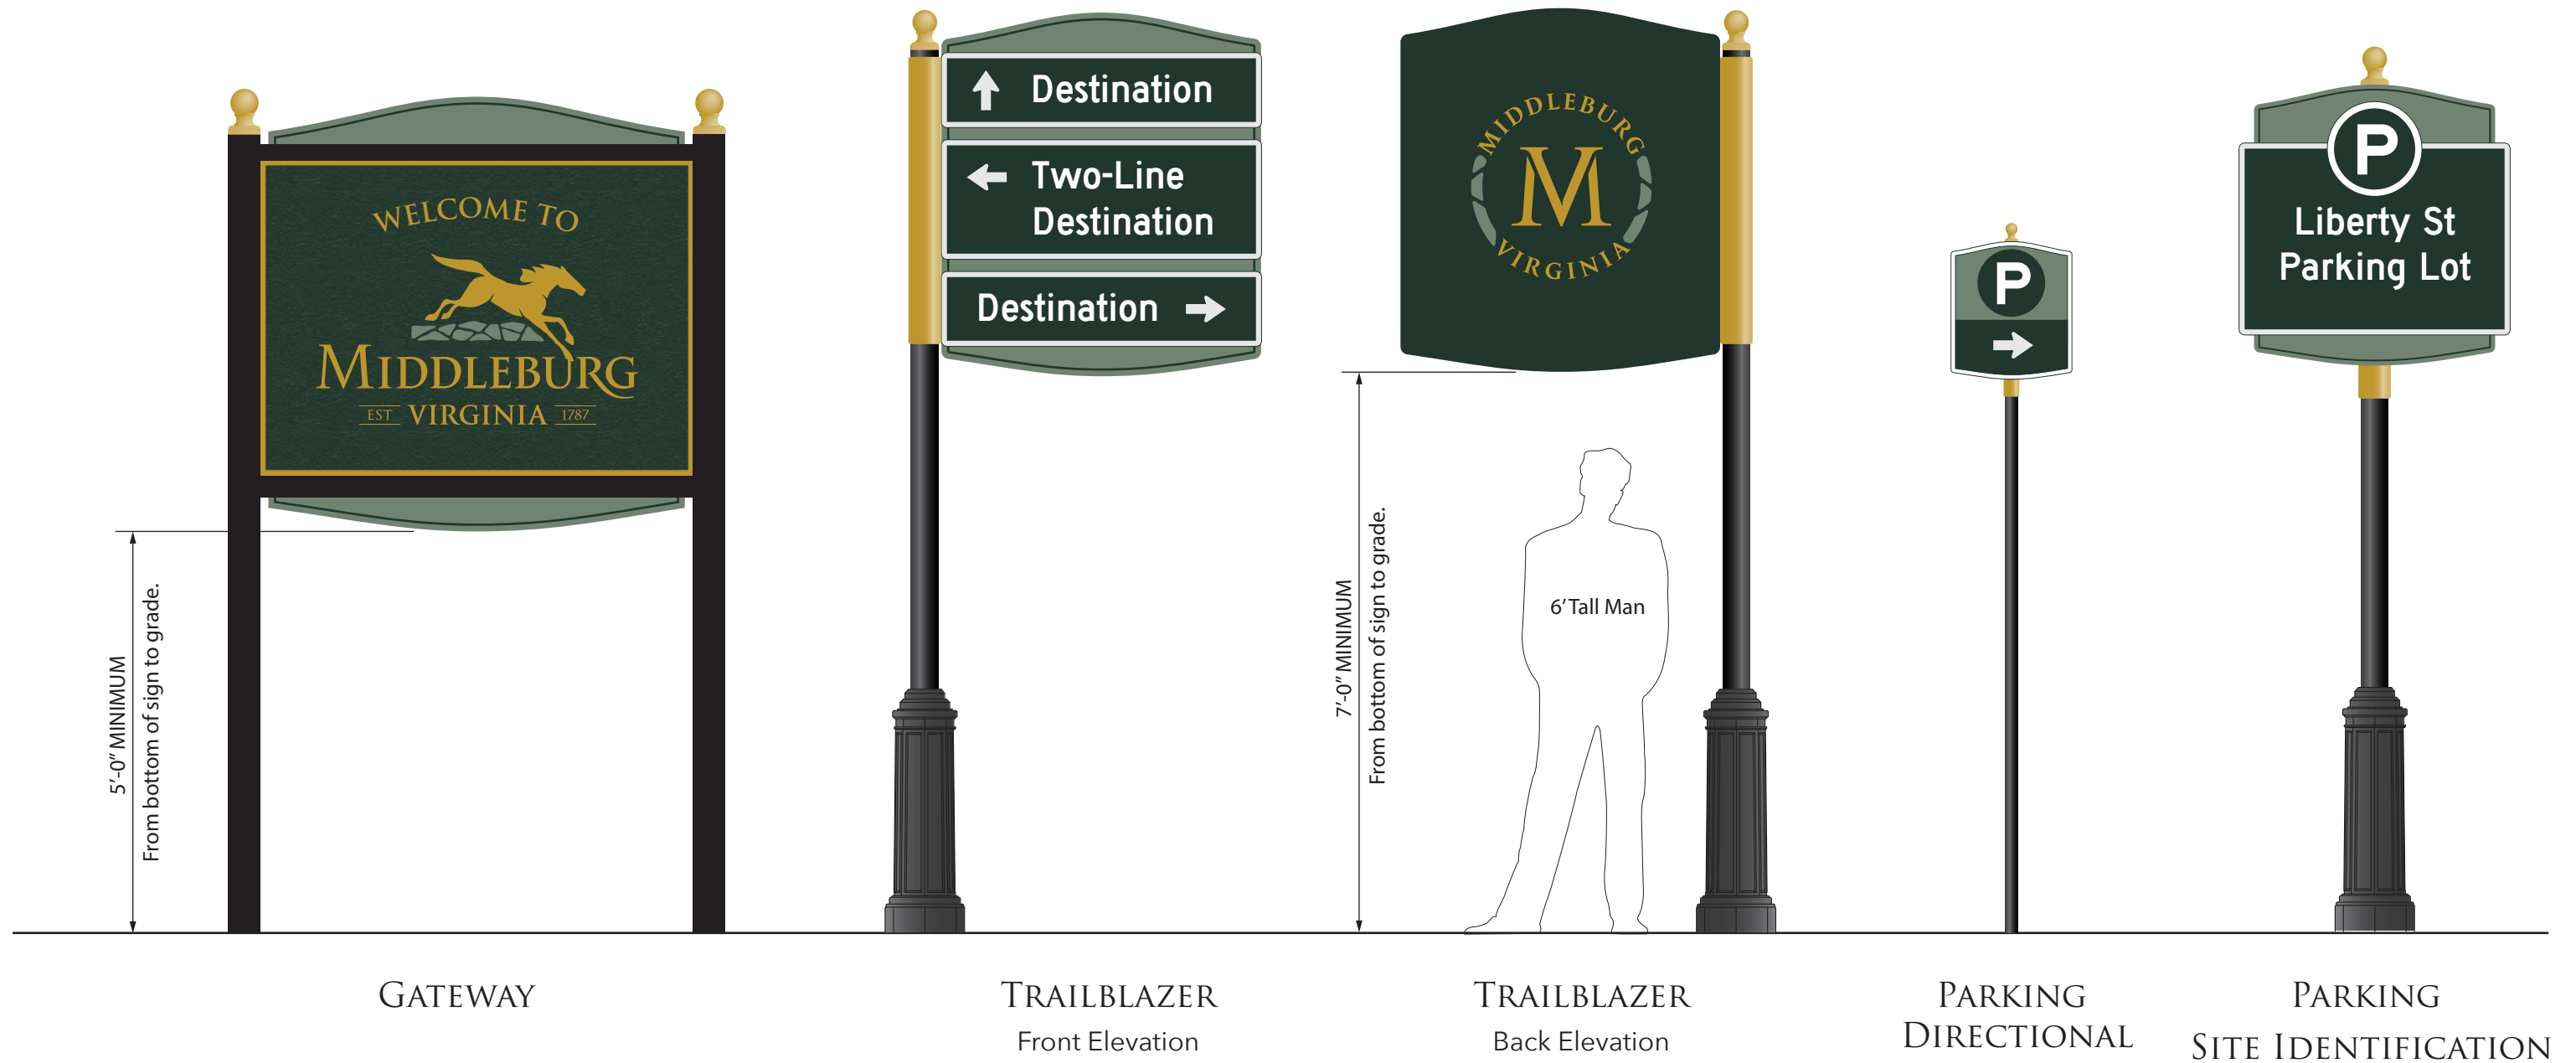 WELCOME TO
MIDDLEBURG
EST VIRGINIA 1787
5'-0" MINIMUM
From bottom of sign to grade.
GATEWAY
Destination
Two-Line
Destination
Destination
TRAILBLAZER
Front Elevation
MIDDLEBURG
M
VIRGINIA
7'-0" MINIMUM
From bottom of sign to grade.
6' Tall Man
TRAILBLAZER
Back Elevation
P
PARKING
DIRECTIONAL
P
Liberty St
Parking Lot
PARKING
SITE IDENTIFICATION